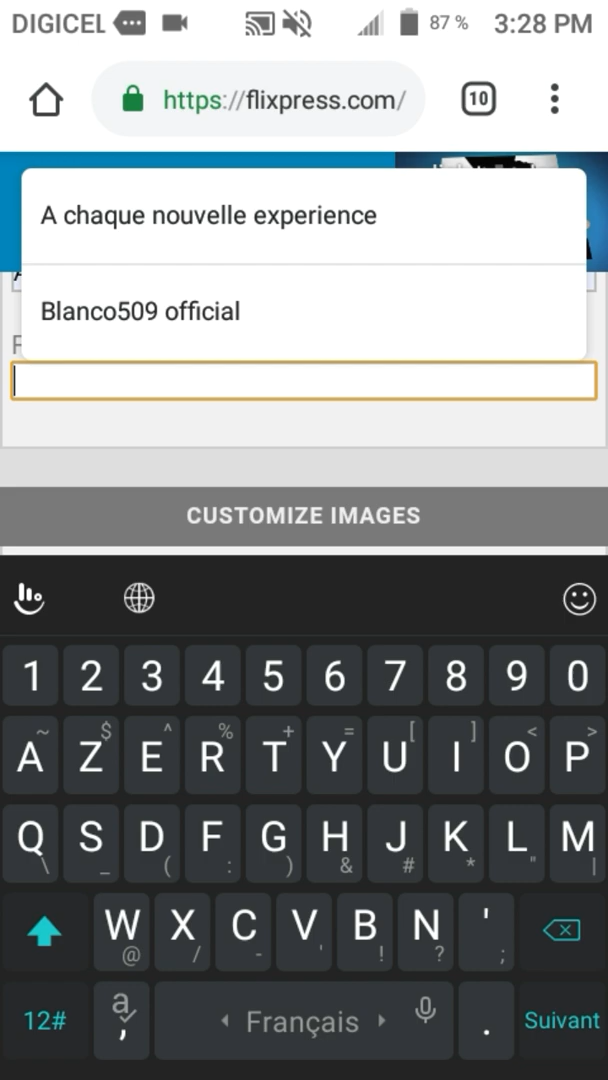 DIGICEL 87 % 3:28 PM
https://flixpress.com/ 10
A chaque nouvelle experience
Blanco509 official
CUSTOMIZE IMAGES
1 2 3 4 5 6 7 8 9 0
~ $ ^ % + = [ ] < >
A Z E R T Y U I O P
Q S D F G H J K L M
\ _ ( : ) & # * " |
W X C V B N '
@ / - ' ! ? ;
12# a , Français . Suivant